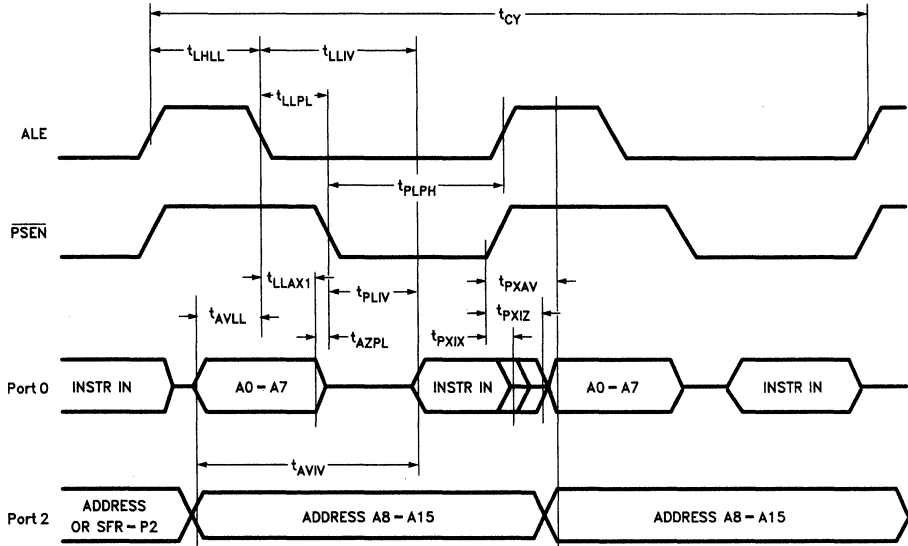 tCY
tLHLL
tLLIV
tLLPL
ALE
tPLPH
PSEN
tLLAX1
tPXAV
tPLIV
tAVLL
tPXIZ
tAZPL
tPXIX
Port 0
INSTR IN
A0-A7
INSTR IN
A0-A7
INSTR IN
tAVIV
Port 2
ADDRESS
OR SFR-P2
ADDRESS A8-A15
ADDRESS A8-A15